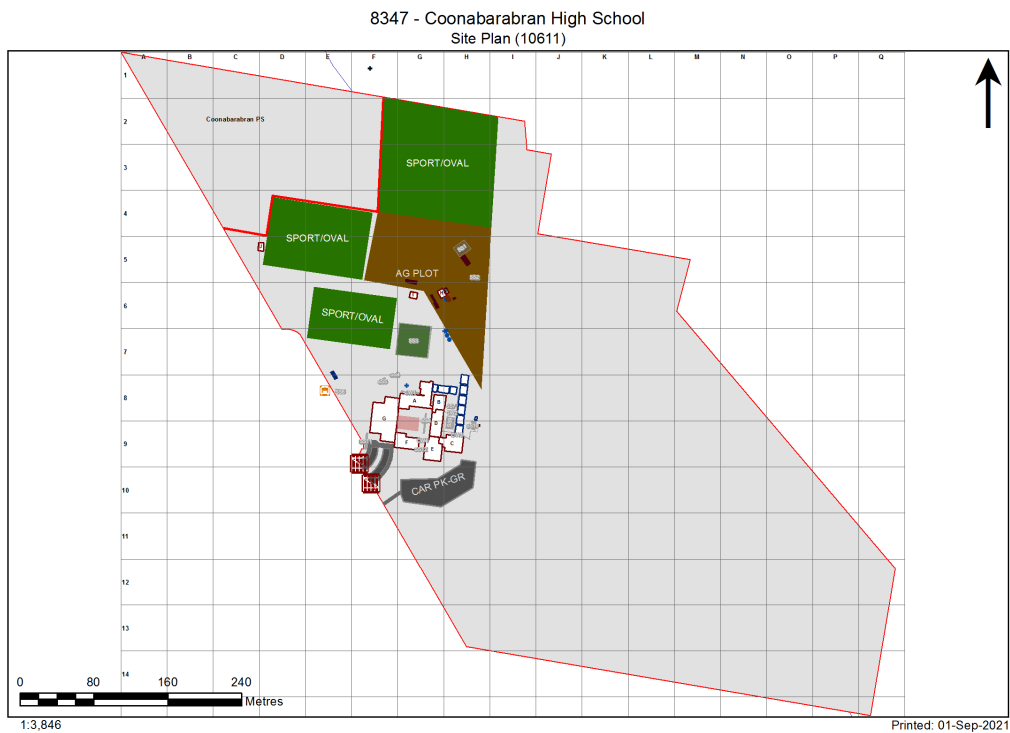 8347 - Coonabarabran High School
Site Plan (10611)
A B C D E F G H I J K L M N O P Q
1
Coonabarabran PS
2
SPORT/OVAL
3
4
SPORT/OVAL
5
AG PLOT
6
SPORT/OVAL
7
8
A
B
G
D
F
C
E
9
CAR PK-GR
10
11
12
13
14
0 80 160 240
Metres
1:3,846
Printed: 01-Sep-2021